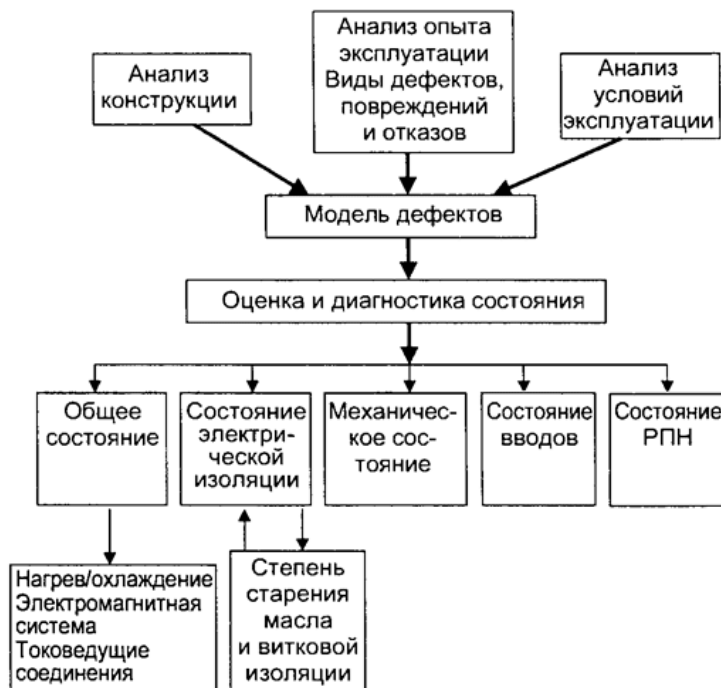 Анализ
конструкции
Анализ опыта
эксплуатации
Виды дефектов,
повреждений
и отказов
Анализ
условий
эксплуатации
Модель дефектов
Оценка и диагностика состояния
Общее
состояние
Состояние
электри-
ческой
изоляции
Механичес-
кое сос-
тояние
Состояние
вводов
Состояние
РПН
Нагрев/охлаждение
Электромагнитная
система
Токоведущие
соединения
Степень
старения
масла
и витковой
изоляции